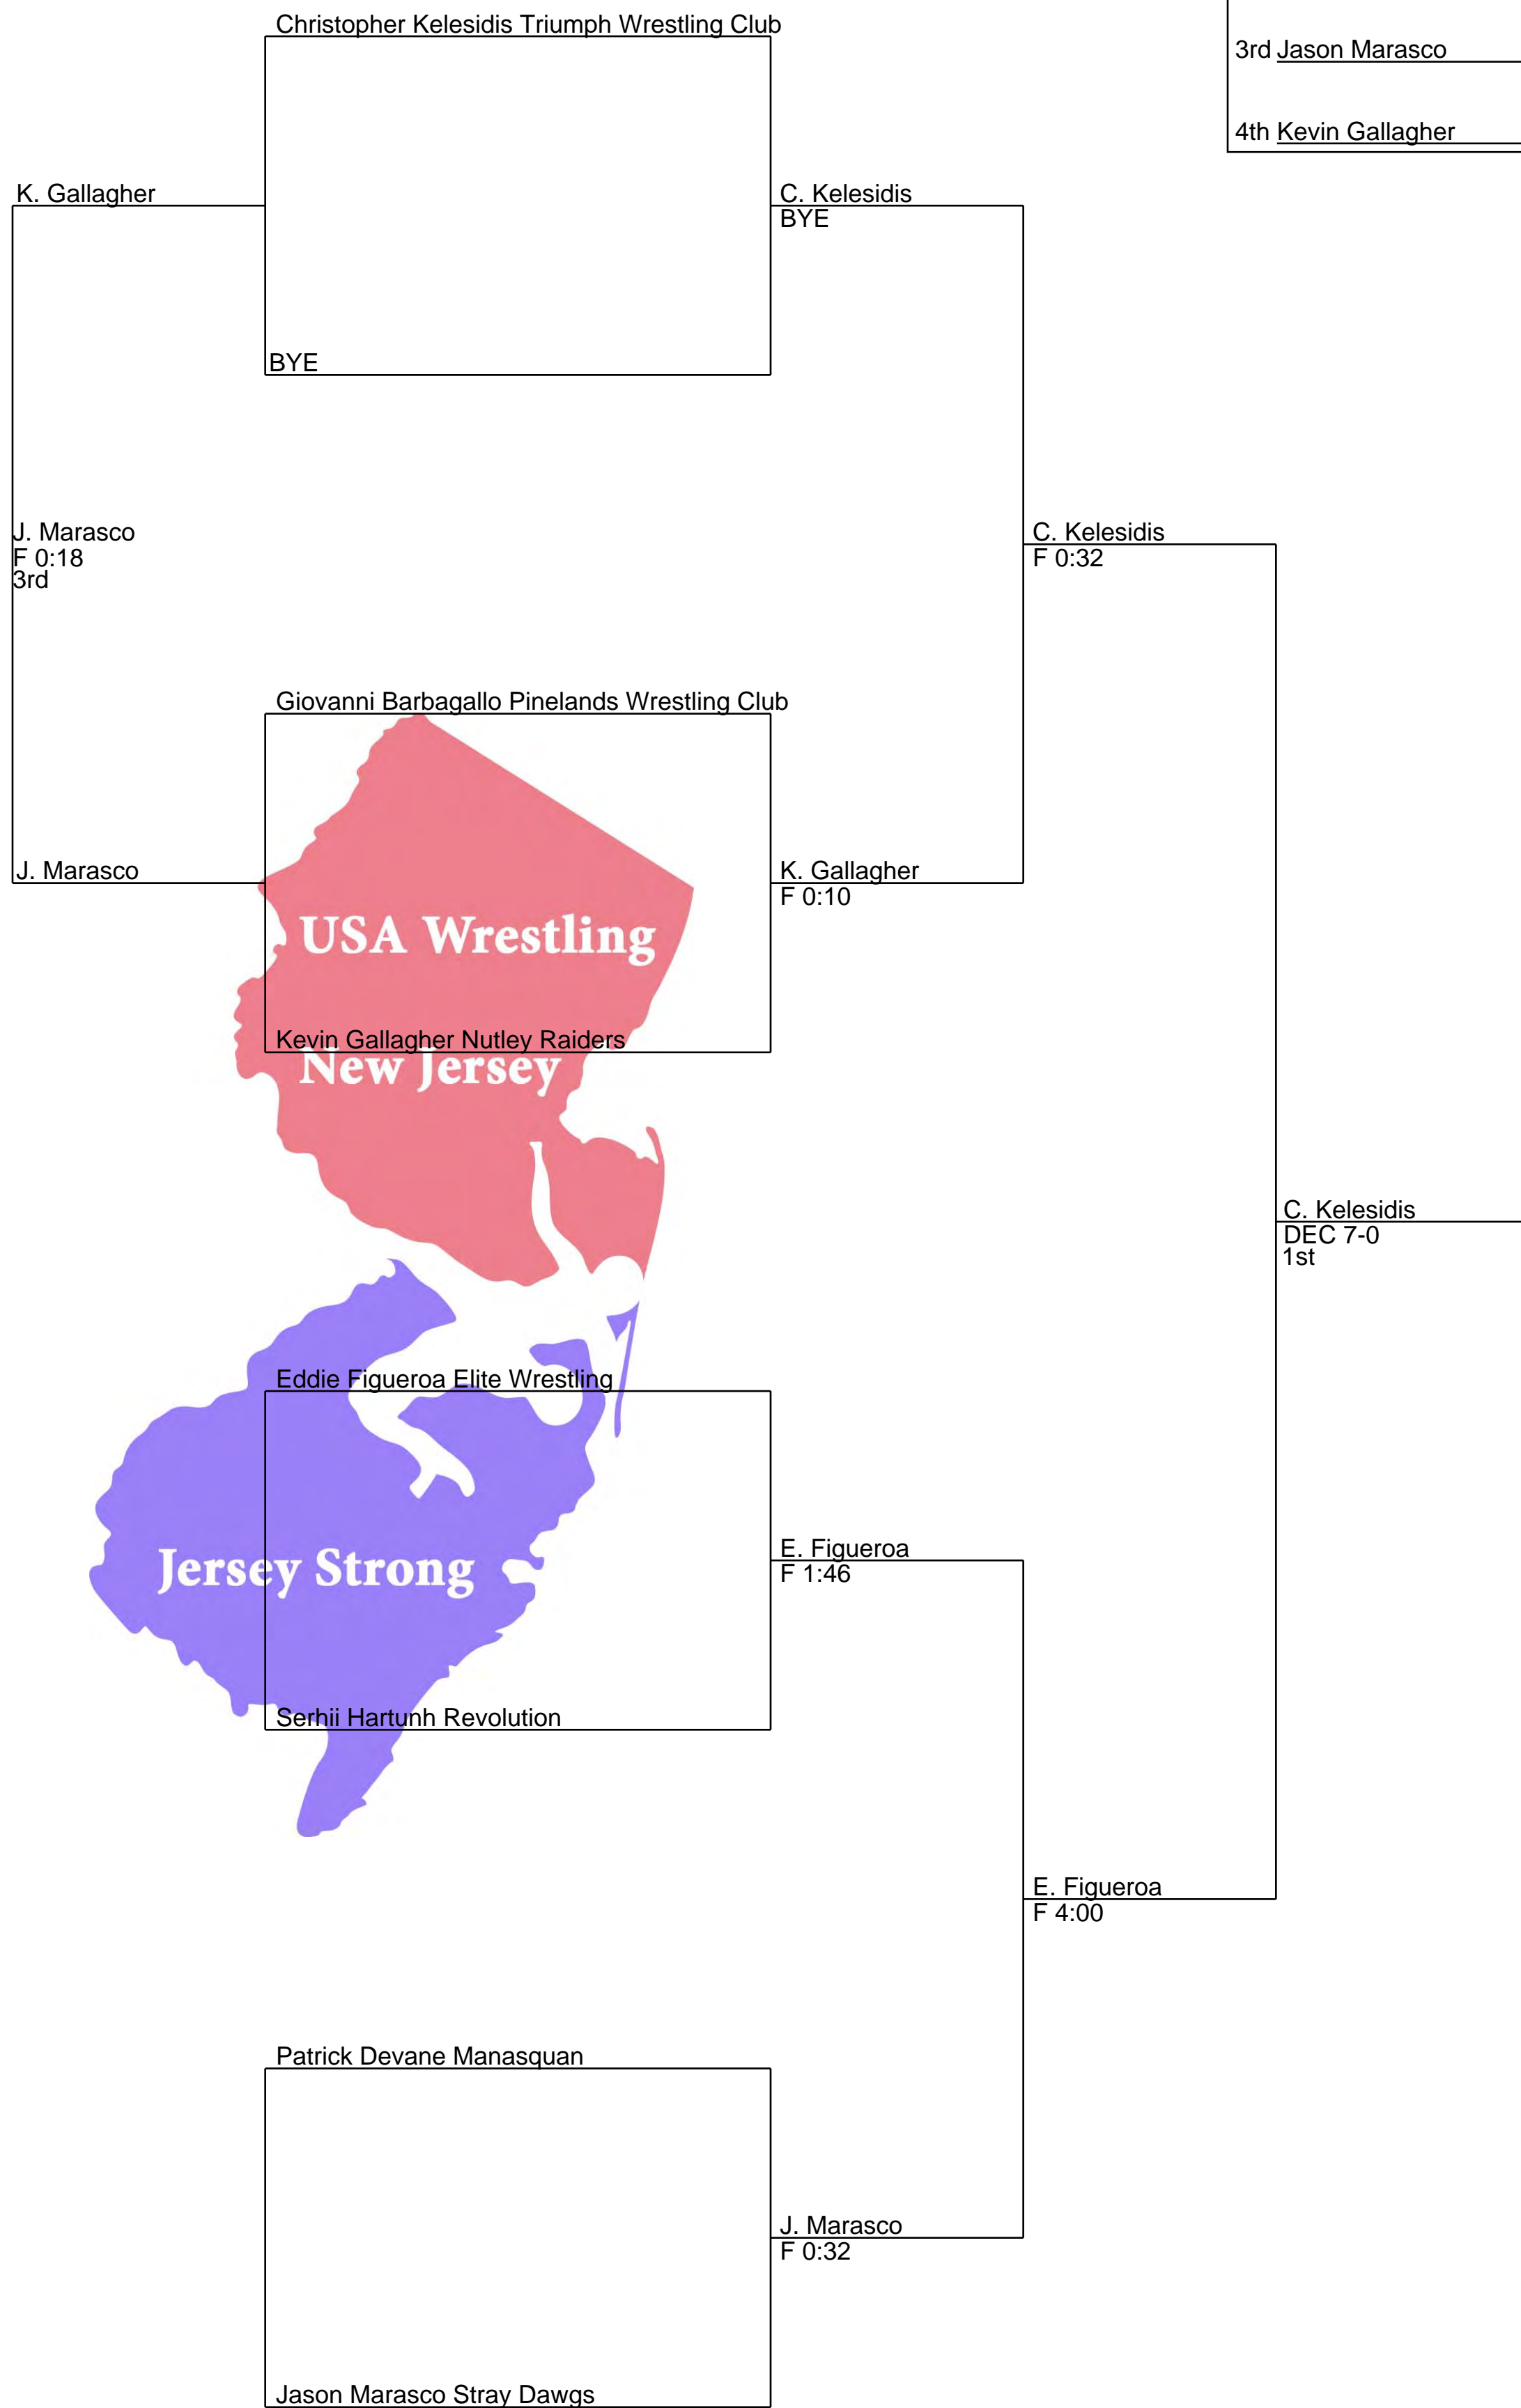 Christopher Kelesidis Triumph Wrestling Club
3rd Jason Marasco
4th Kevin Gallagher
K. Gallagher
C. Kelesidis
BYE
BYE
J. Marasco
F 0:18
3rd
C. Kelesidis
F 0:32
Giovanni Barbagallo Pinelands Wrestling Club
J. Marasco
K. Gallagher
F 0:10
USA Wrestling
Kevin Gallagher Nutley Raiders
New Jersey
C. Kelesidis
DEC 7-0
1st
Eddie Figueroa Elite Wrestling
E. Figueroa
F 1:46
Jersey Strong
Serhii Hartunh Revolution
E. Figueroa
F 4:00
Patrick Devane Manasquan
J. Marasco
F 0:32
Jason Marasco Stray Dawgs